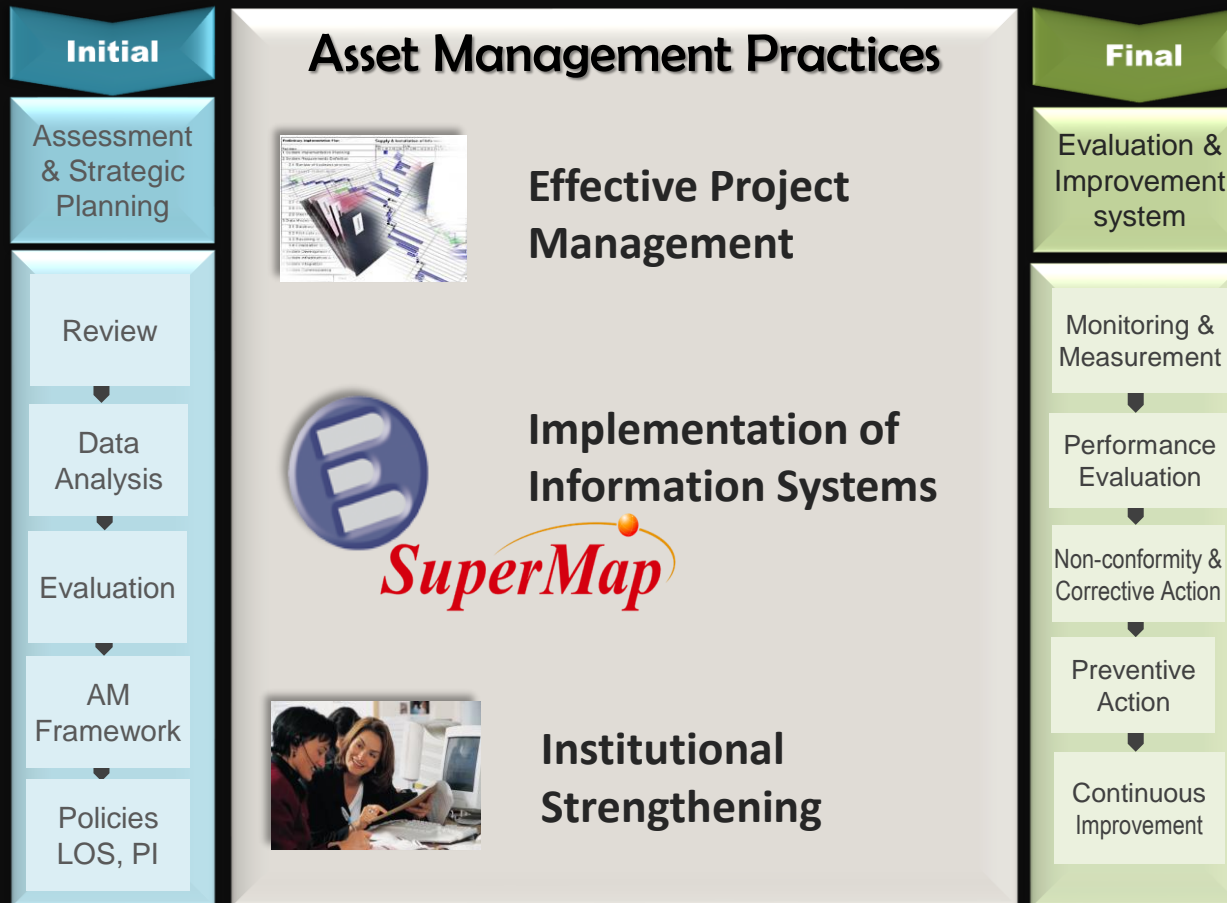 Initial
Assessment
& Strategic
Planning
Review
Data
Analysis
Evaluation
AM
Framework
Policies
LOS, PI
Asset Management Practices
Effective Project
Management
Implementation of
Information Systems
SuperMap
Institutional
Strengthening
Final
Evaluation &
Improvement
system
Monitoring &
Measurement
Performance
Evaluation
Non-conformity &
Corrective Action
Preventive
Action
Continuous
Improvement